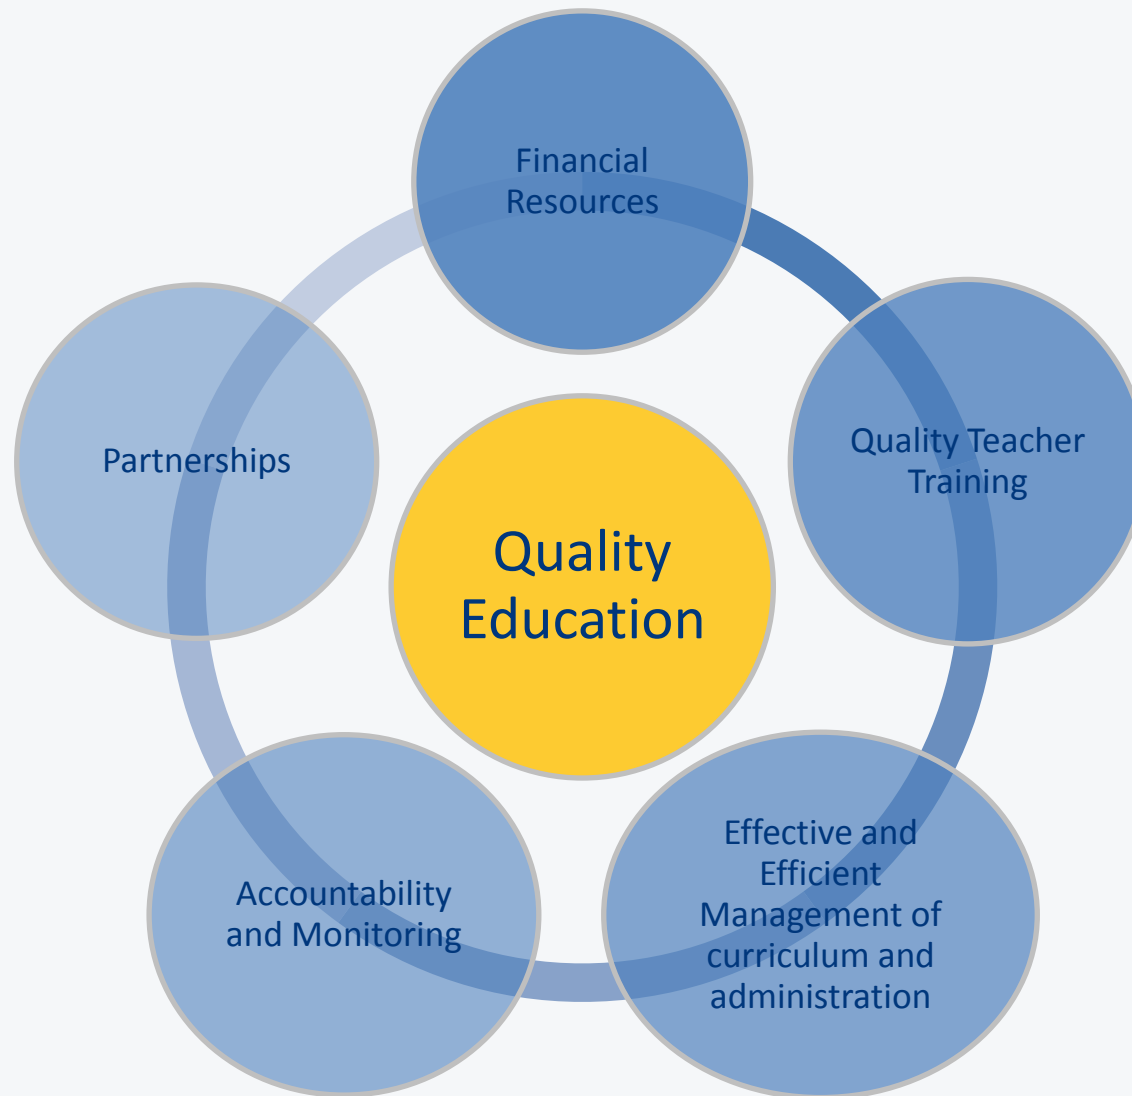 Financial
Resources
Quality Teacher
Training
Partnerships
Quality
Education
Effective and
Efficient
Management of
curriculum and
administration
Accountability
and Monitoring